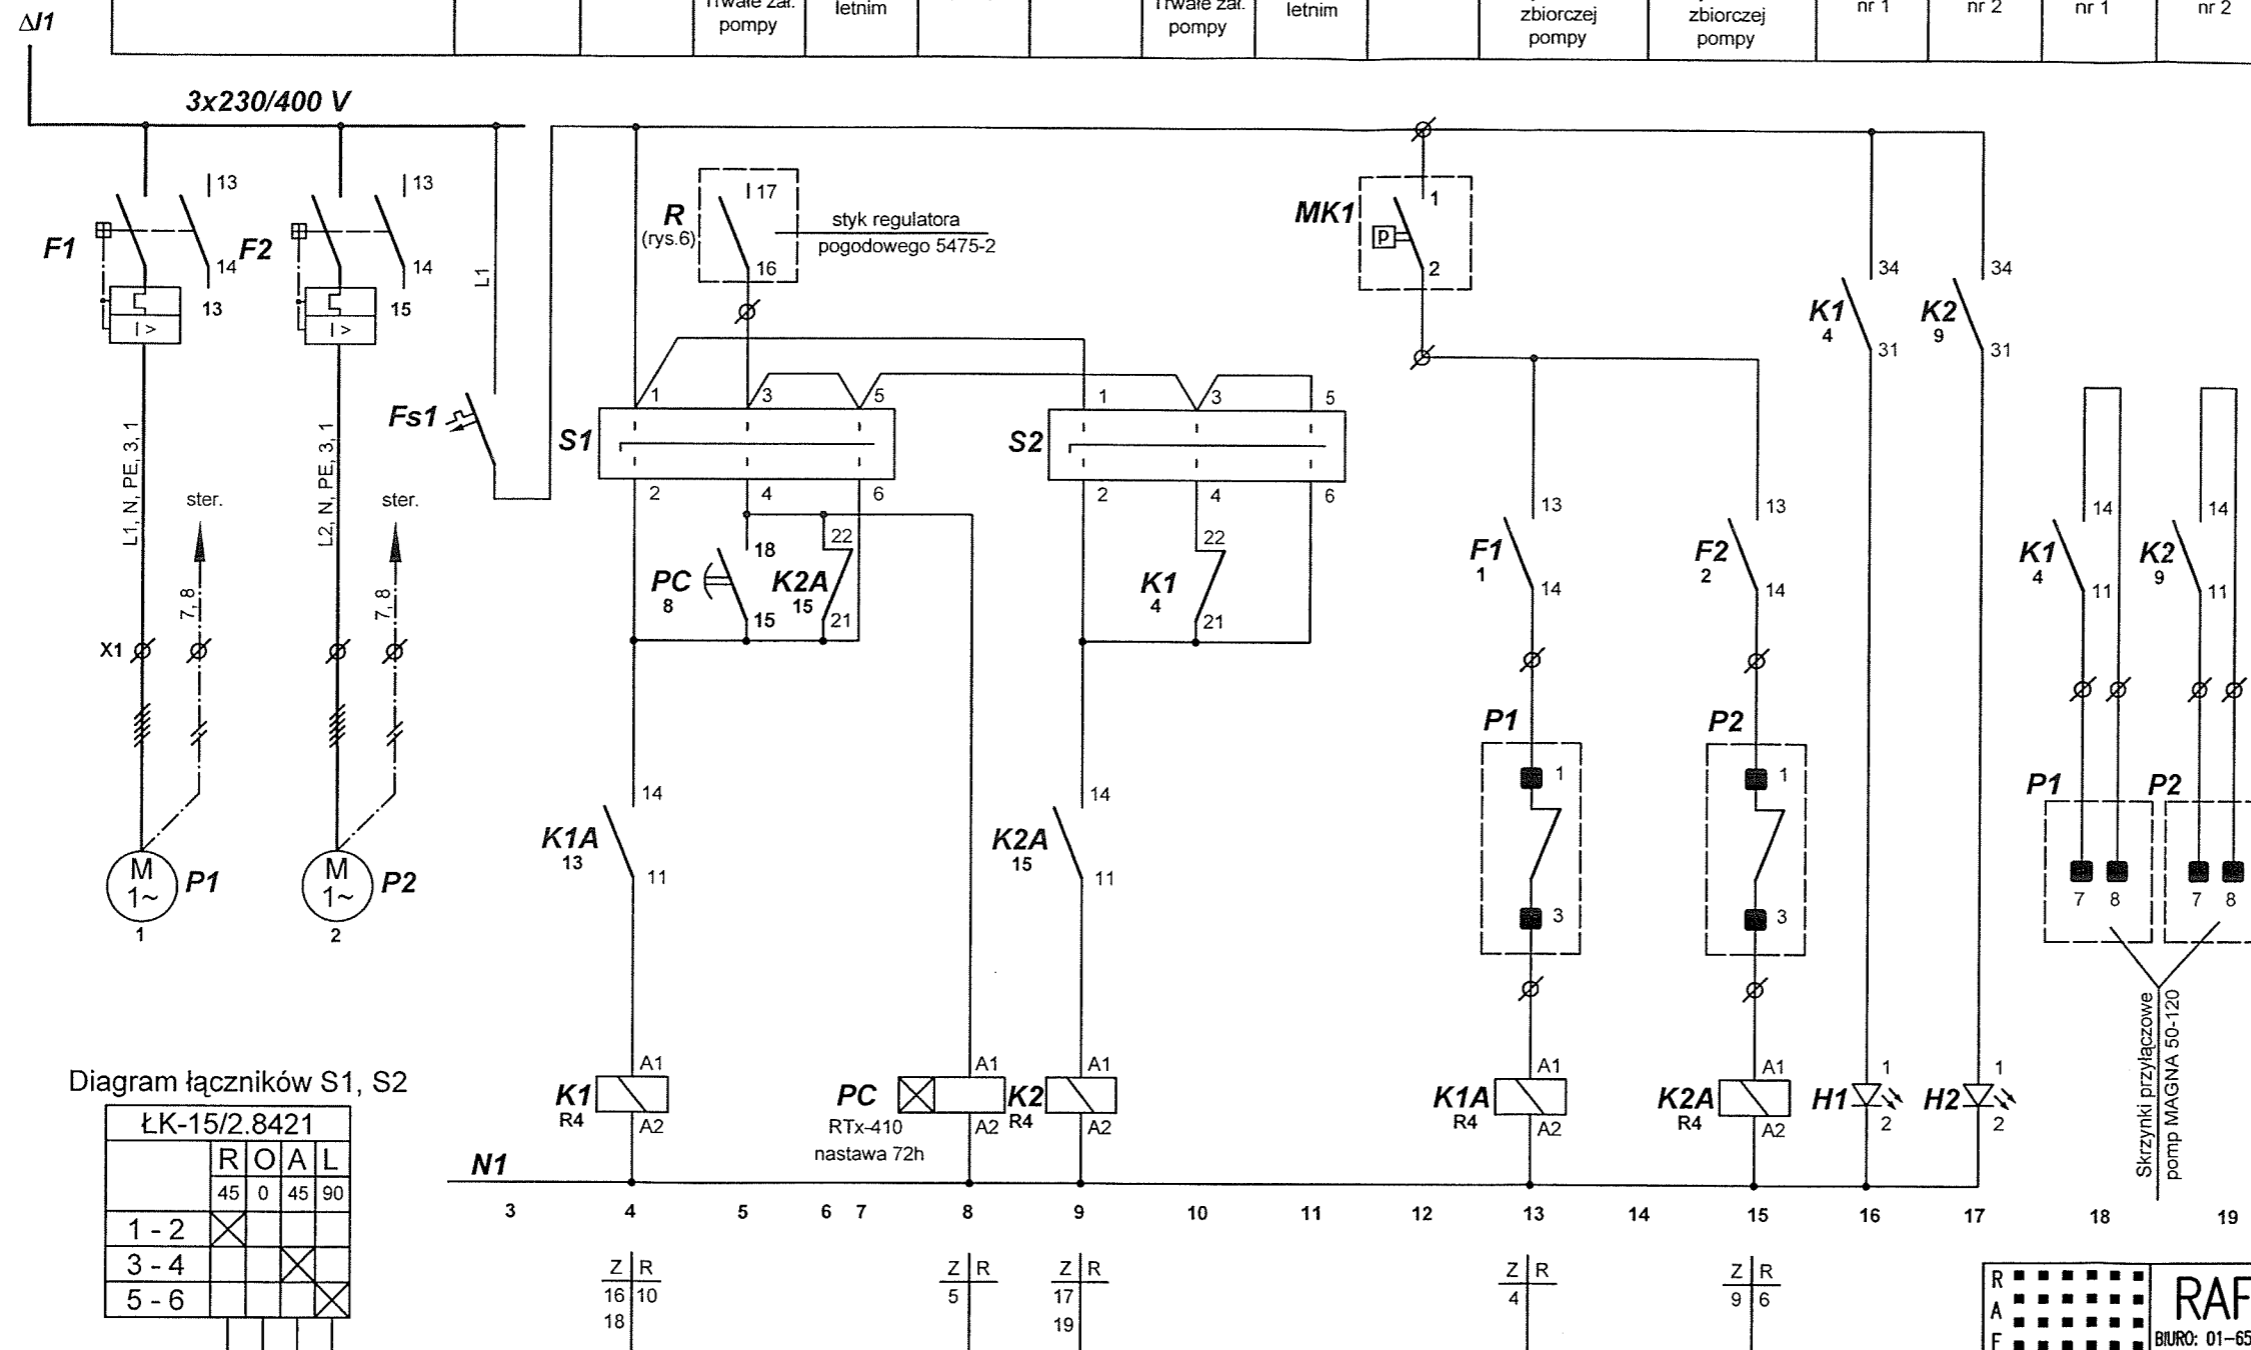 ΔI1
Trwałe zał.
pompy
letnim
Trwałe zał.
pompy
letnim
zbiorczej
pompy
zbiorczej
pompy
nr 1
nr 2
nr 1
nr 2
3x230/400 V
F1
13
14
13
F2
13
14
15
L1
R
(rys.6)
17
16
styk regulatora
pogodowego 5475-2
MK1
1
P
2
K1
4
34
31
K2
9
34
31
I >
I >
Fs1
L1, N, PE, 3, 1
L2, N, PE, 3, 1
ster.
ster.
7, 8
7, 8
X1
S1
1
3
5
2
4
6
S2
1
3
5
2
4
6
PC
8
18
15
K2A
15
22
21
K1
4
22
21
F1
1
13
14
F2
2
13
14
K1
4
14
11
K2
9
14
11
P1
1
3
P2
1
3
P1
7
8
P2
7
8
K1A
13
14
11
K2A
15
14
11
M
1~
P1
1
M
1~
P2
2
Skrzynki przyłączowe
pomp MAGNA 50-120
K1
R4
A1
A2
PC
RTx-410
nastawa 72h
A1
A2
K2
R4
A1
A2
K1A
R4
A1
A2
K2A
R4
A1
A2
H1
1
2
H2
1
2
N1
3 4 5 6 7 8 9 10 11 12 13 14 15 16 17 18 19
Diagram łączników S1, S2
ŁK-15/2.8421
R O A L
45 0 45 90
1 - 2
3 - 4
5 - 6
Z R
16 10
18
Z R
5
Z R
17
19
Z R
4
Z R
9 6
R
A
F
RAF
BIURO: 01-65